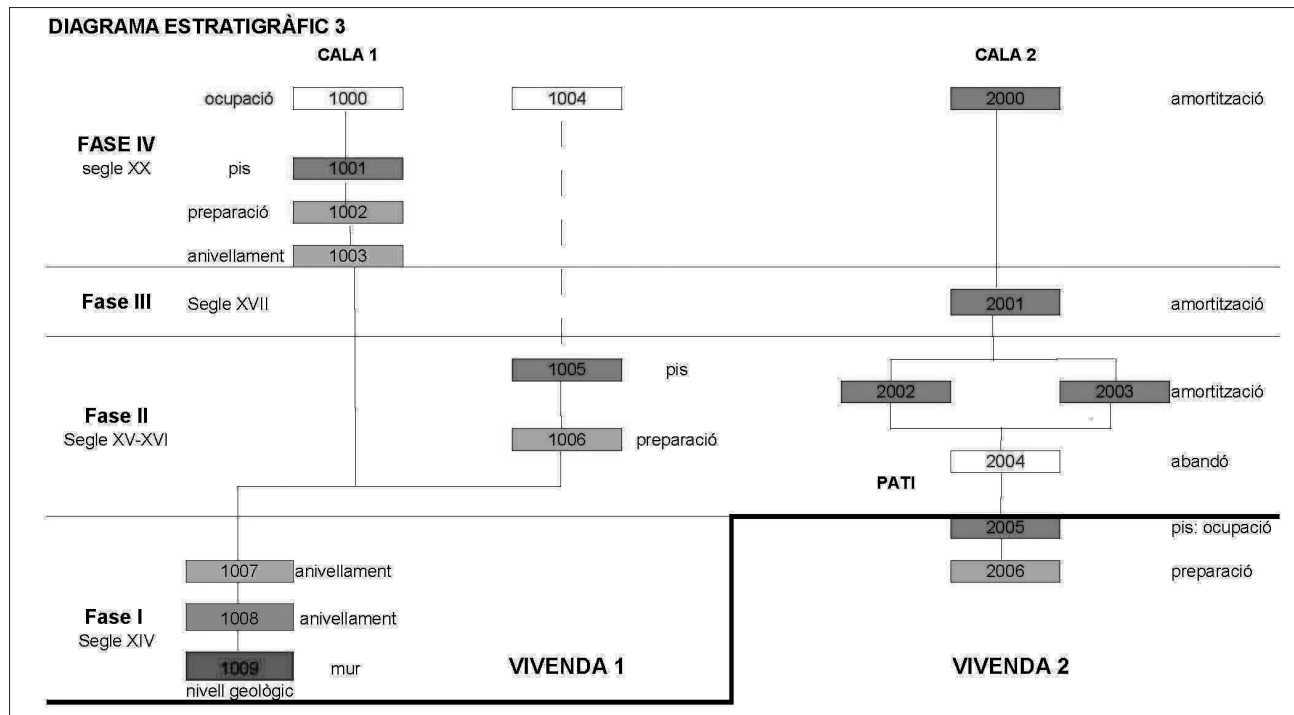 DIAGRAMA ESTRATIGRÀFIC 3
CALA 1 CALA 2
ocupació 1000 1004 2000 amortització
FASE IV
segle XX pis 1001
preparació 1002
anivellament 1003
Fase III Segle XVII 2001 amortització
1005 pis
2002 2003 amortització
Fase II
Segle XV-XVI 1006 preparació
2004 abandó
PATI
2005 pis: ocupació
1007 anivellament 2006 preparació
Fase I 1008 anivellament
Segle XIV
1009 mur VIVENDA 1 VIVENDA 2
nivell geològic